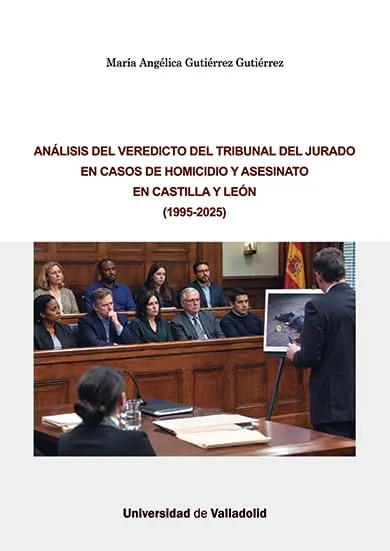 María Angélica Gutiérrez Gutiérrez
ANÁLISIS DEL VEREDICTO DEL TRIBUNAL DEL JURADO
EN CASOS DE HOMICIDIO Y ASESINATO
EN CASTILLA Y LEÓN
(1995-2025)
Universidad de Valladolid